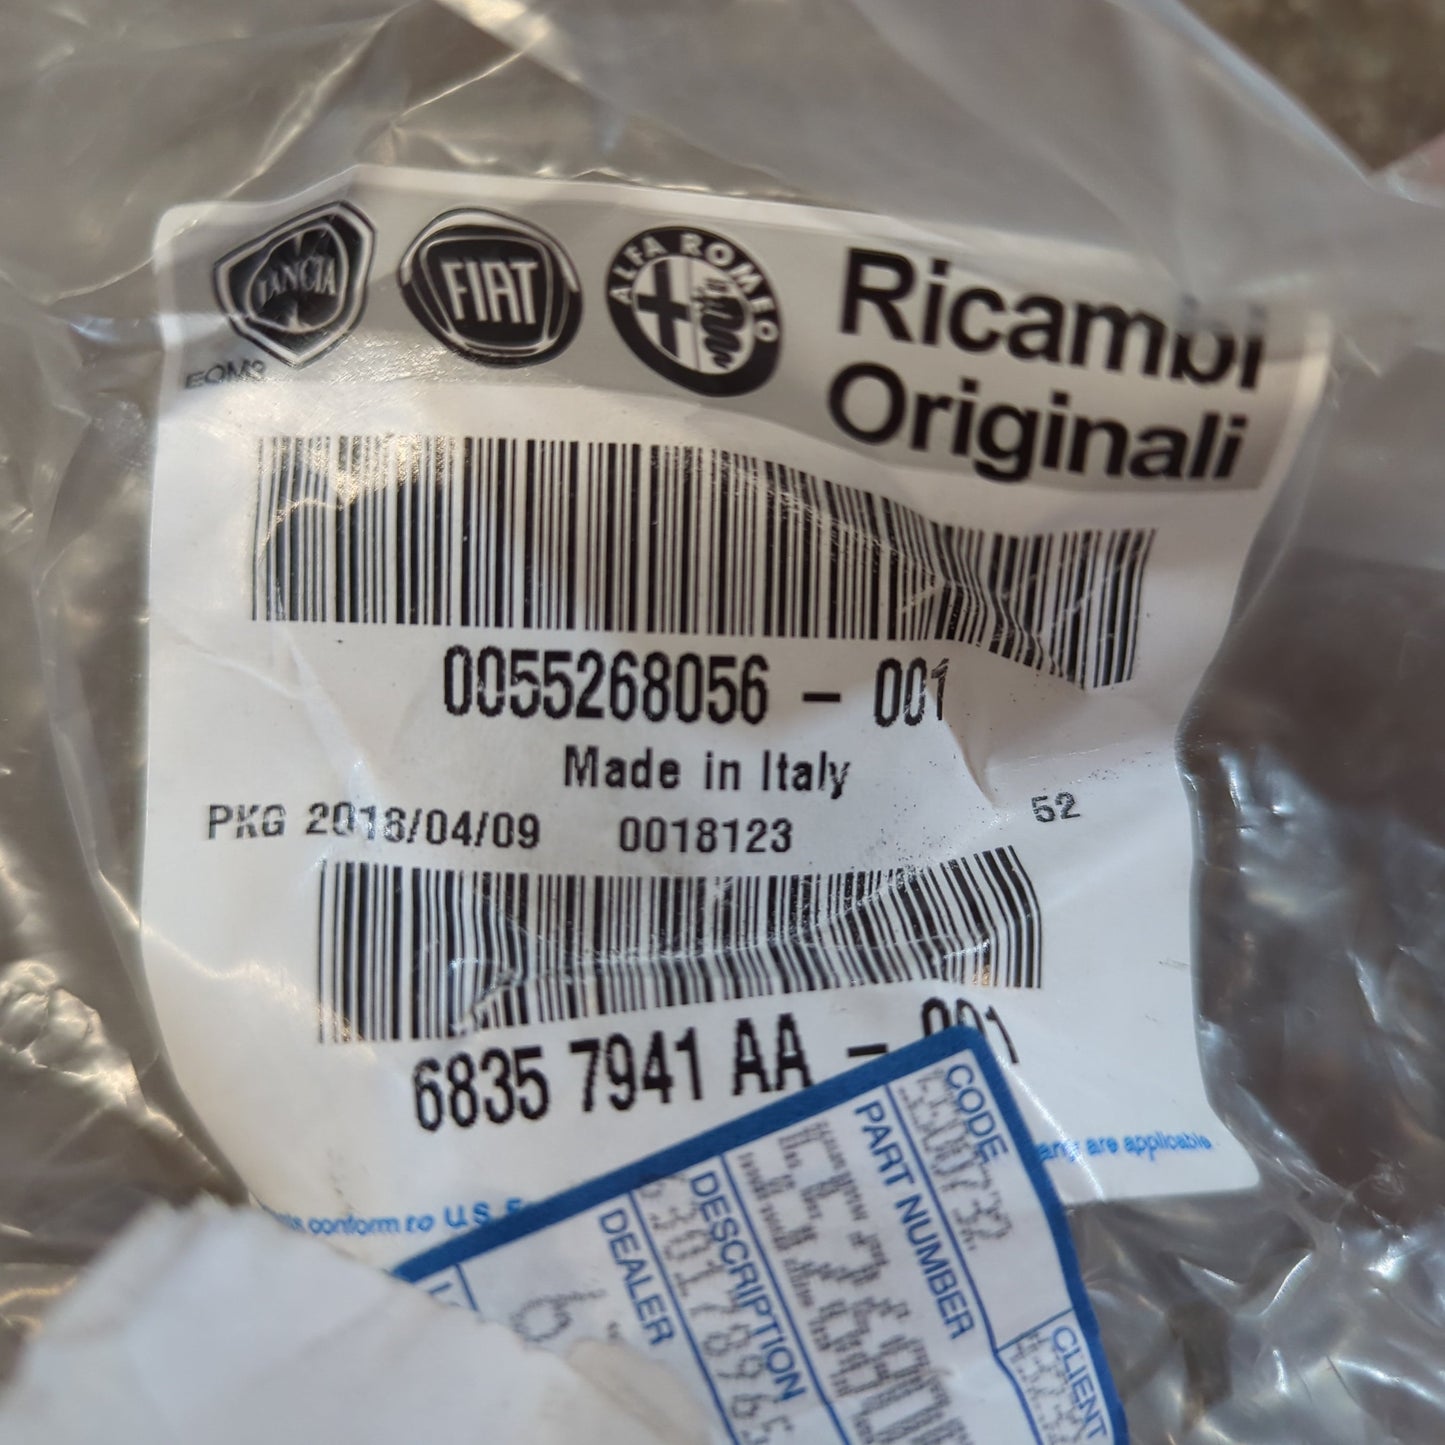 LANCIA
FIAT
ALFA ROMEO
Ricambi
Originali
0055268056 - 001
Made in Italy
PKG 2016/04/09 0018123 52
6835 7941 AA - 001
conform to U.S.
are applicable
CODE
PART NUMBER
CLIENT
DESCRIPTION
DEALER